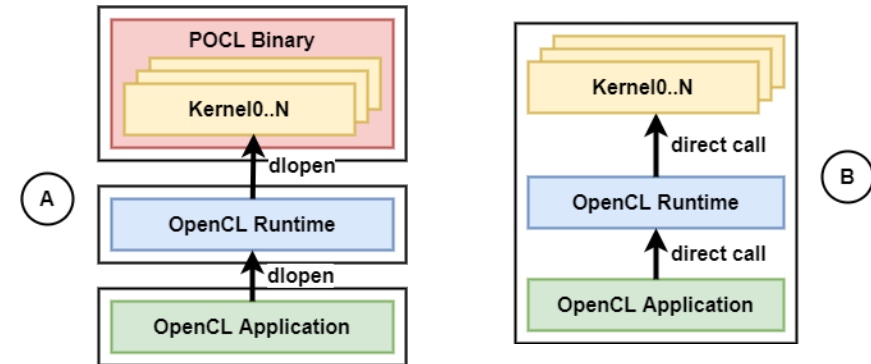 POCL Binary
Kernel0..N
dlopen
A
OpenCL Runtime
dlopen
OpenCL Application
Kernel0..N
direct call
B
OpenCL Runtime
direct call
OpenCL Application